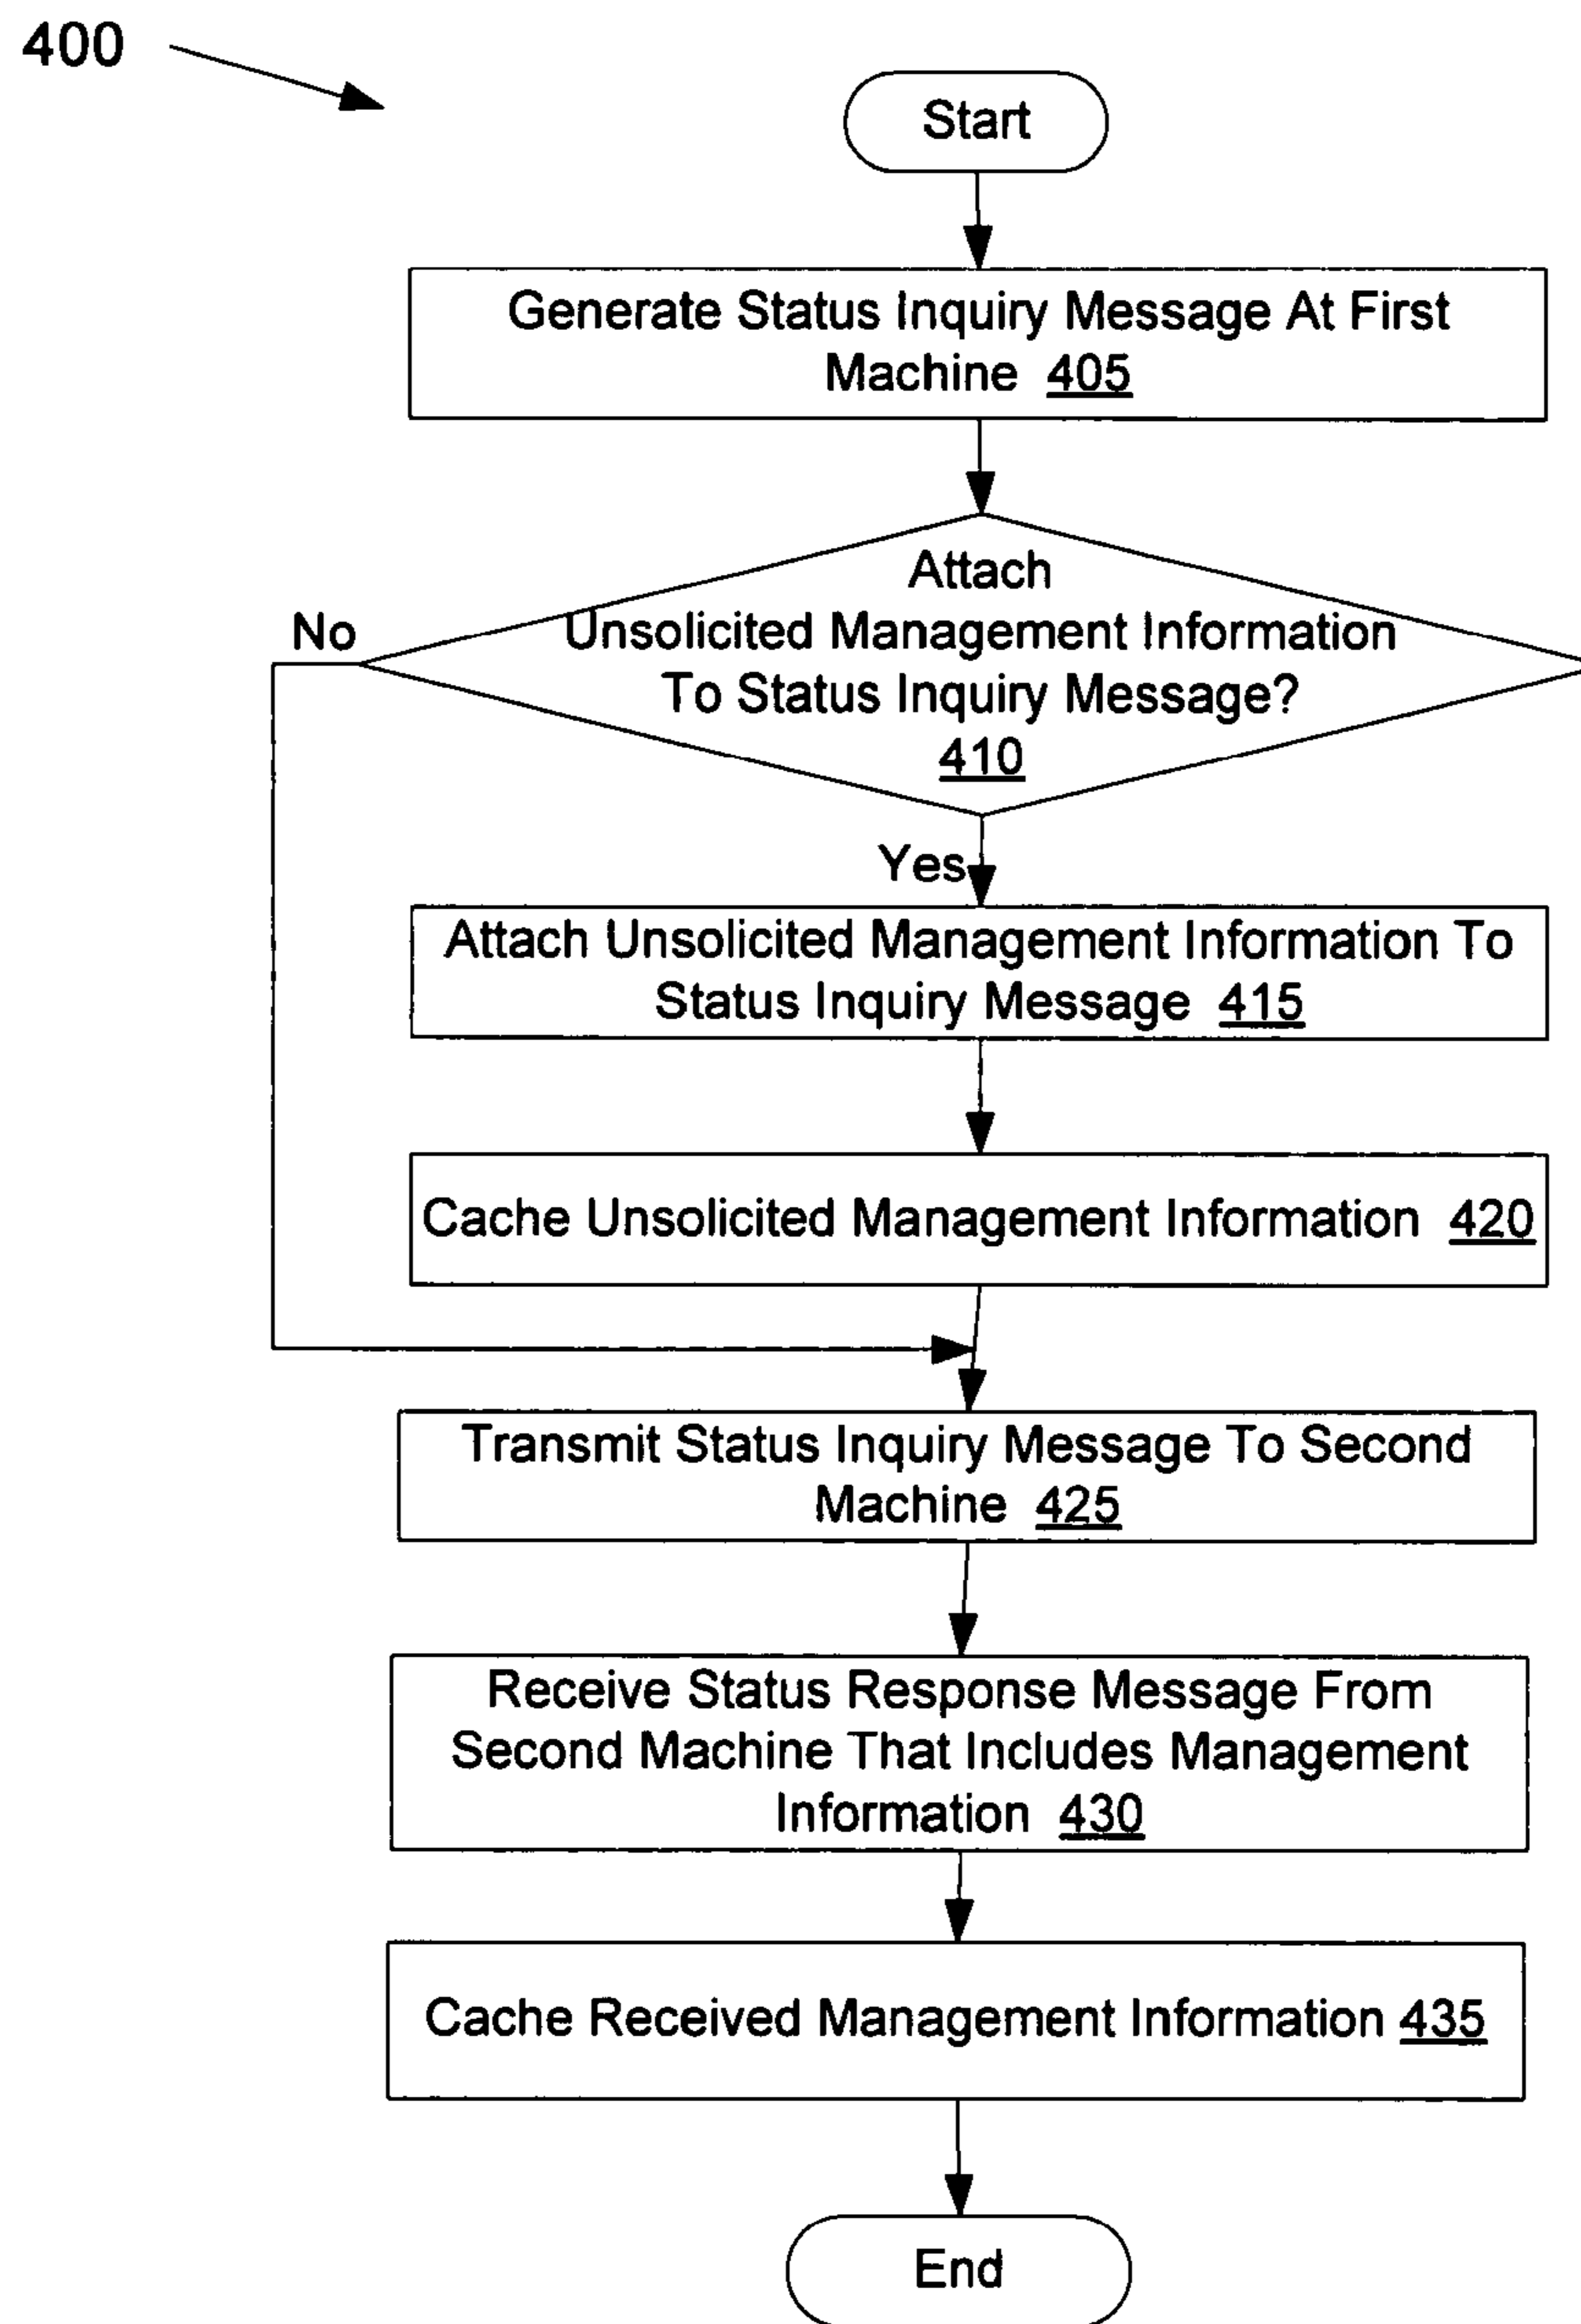 400
Start
Generate Status Inquiry Message At First
Machine 405
Attach
Unsolicited Management Information
To Status Inquiry Message?
410
No
Yes
Attach Unsolicited Management Information To
Status Inquiry Message 415
Cache Unsolicited Management Information 420
Transmit Status Inquiry Message To Second
Machine 425
Receive Status Response Message From
Second Machine That Includes Management
Information 430
Cache Received Management Information 435
End